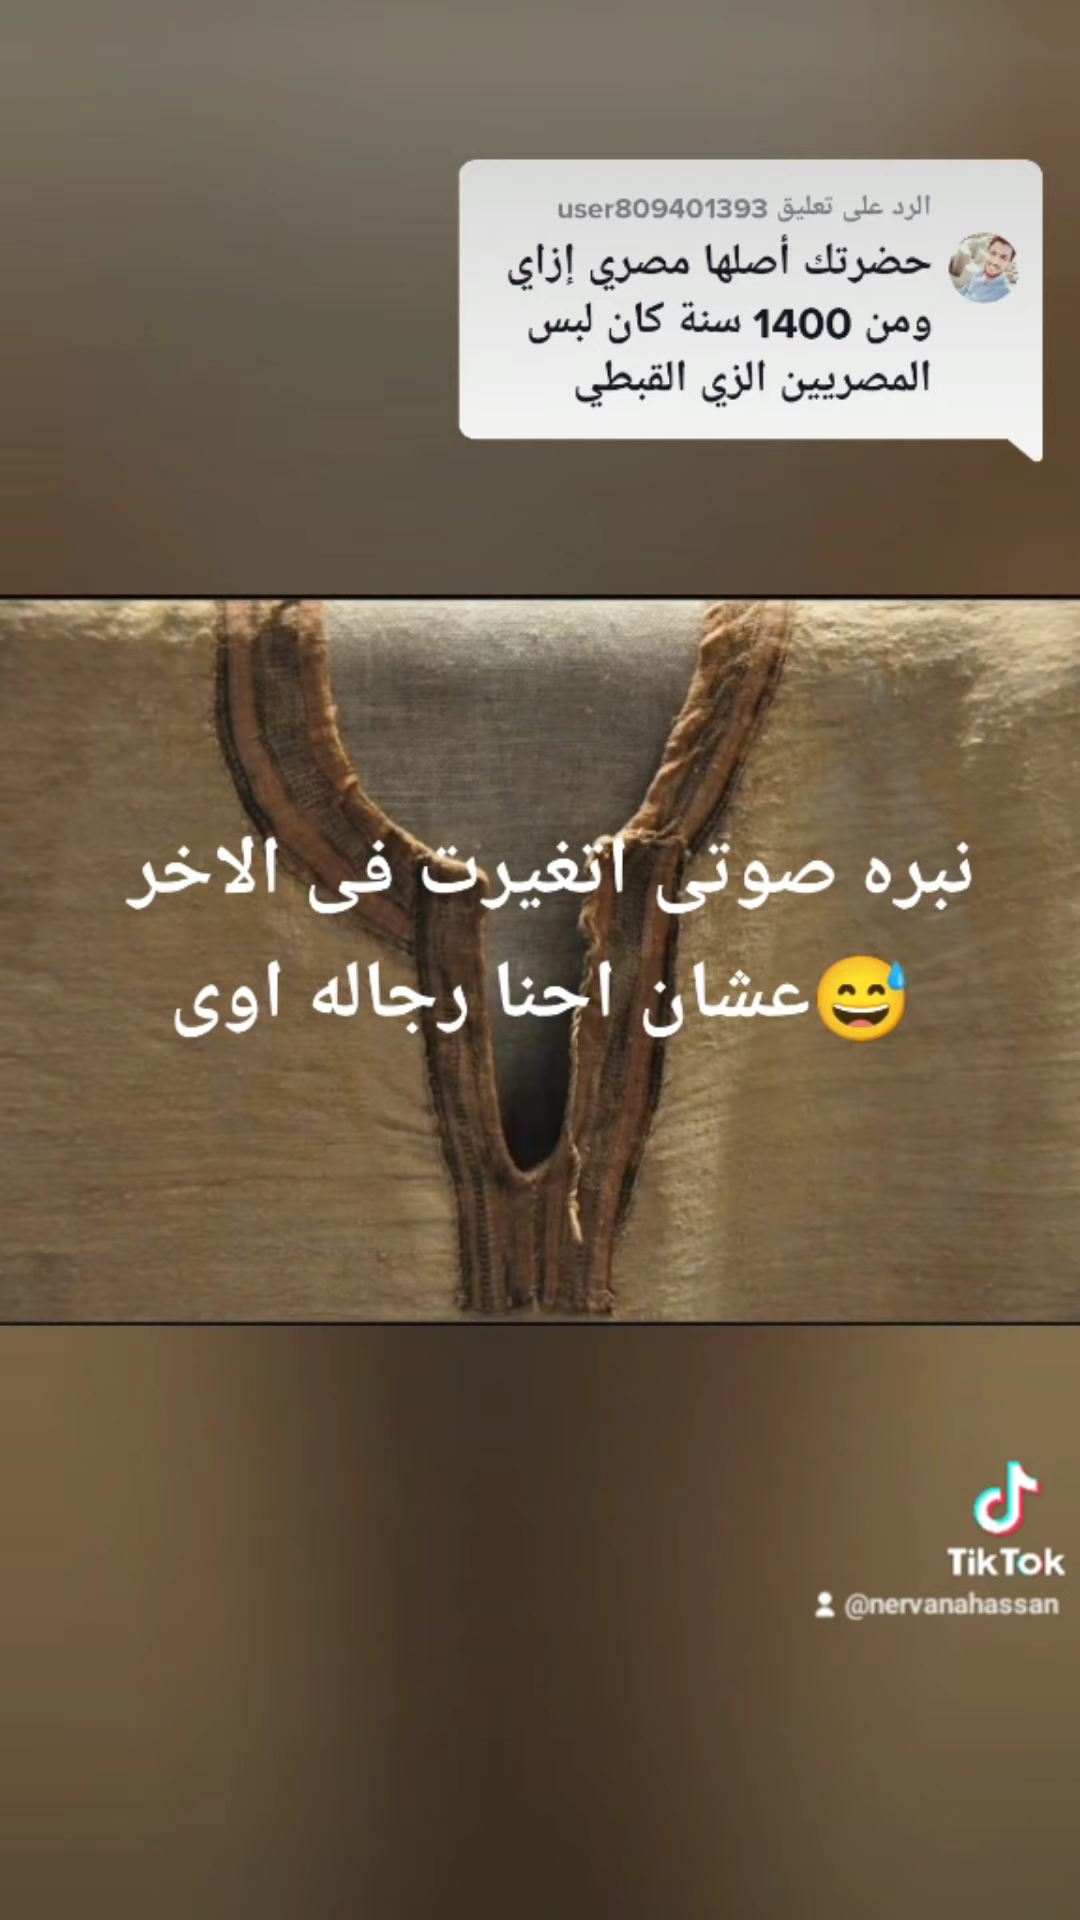 الرد على تعليق user809401393
حضرتك أصلها مصري إزاي
ومن 1400 سنة كان لبس
المصريين الزي القبطي
نبره صوتى اتغيرت فى الاخر
😅عشان احنا رجاله اوى
TikTok
@nervanahassan